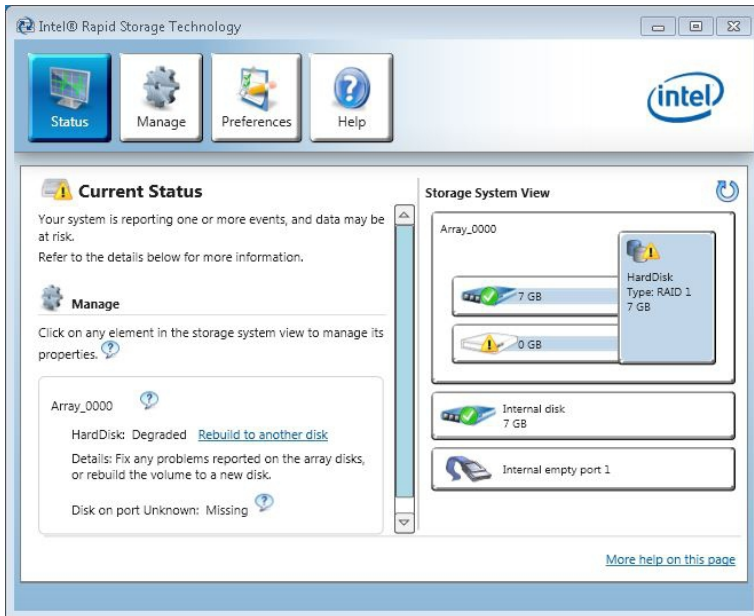 Intel® Rapid Storage Technology
Status
Manage
Preferences
Help
intel
Current Status
Your system is reporting one or more events, and data may be
at risk.
Refer to the details below for more information.
Manage
Click on any element in the storage system view to manage its
properties.
Array_0000
HardDisk: Degraded Rebuild to another disk
Details: Fix any problems reported on the array disks,
or rebuild the volume to a new disk.
Disk on port Unknown: Missing
Storage System View
Array_0000
7 GB
0 GB
HardDisk
Type: RAID 1
7 GB
Internal disk
7 GB
Internal empty port 1
More help on this page